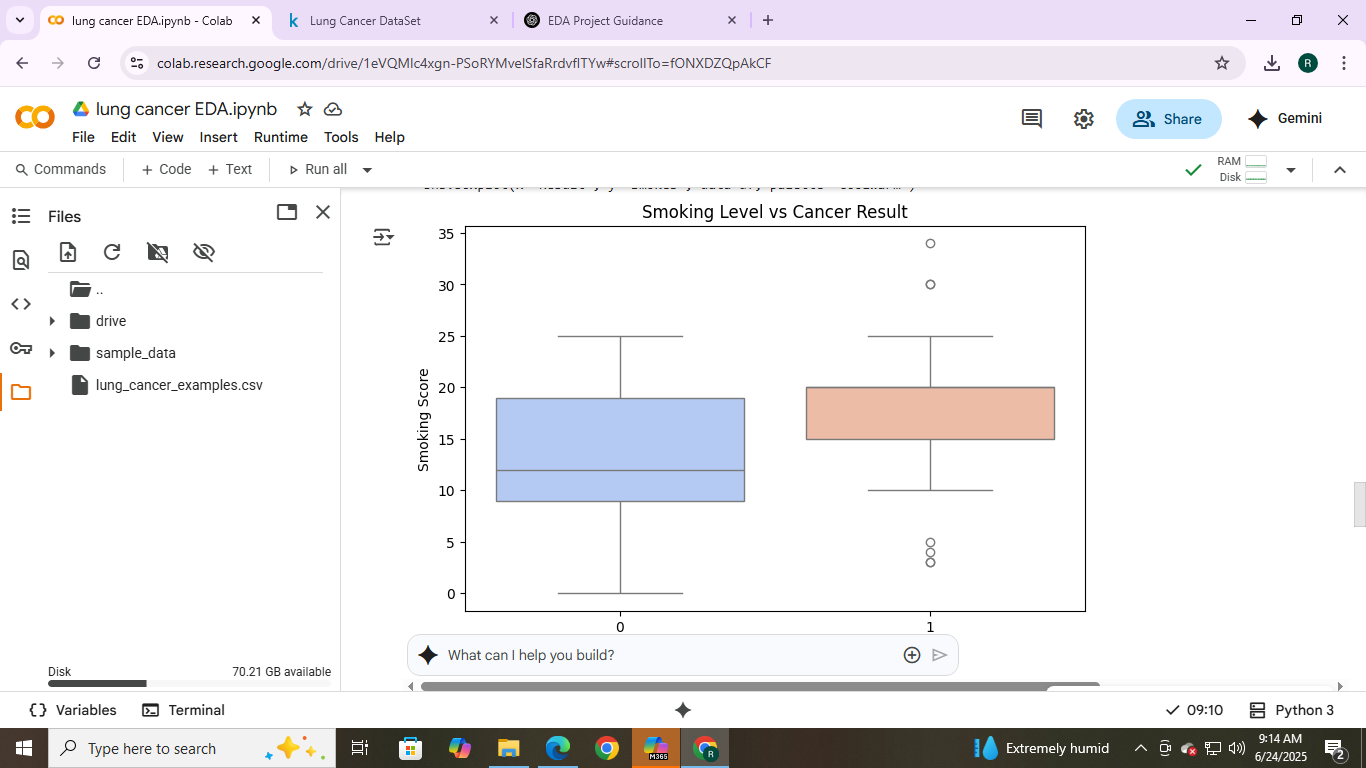 lung cancer EDA.ipynb - Colab
Lung Cancer DataSet
EDA Project Guidance
colab.research.google.com/drive/1eVQMIc4xgn-PSoRYMvelSfaRrdvfITYw#scrollTo=fONXDZQpAkCF
R
lung cancer EDA.ipynb
Share
Gemini
File Edit View Insert Runtime Tools Help
Commands
+ Code + Text
Run all
RAM
Disk
Files
..
drive
sample_data
lung_cancer_examples.csv
Disk 70.21 GB available
Smoking Level vs Cancer Result
Smoking Score
35
30
25
20
15
10
5
0
0 1
What can I help you build?
Variables
Terminal
09:10
Python 3
Type here to search
M365
R
Extremely humid
9:14 AM
6/24/2025
2